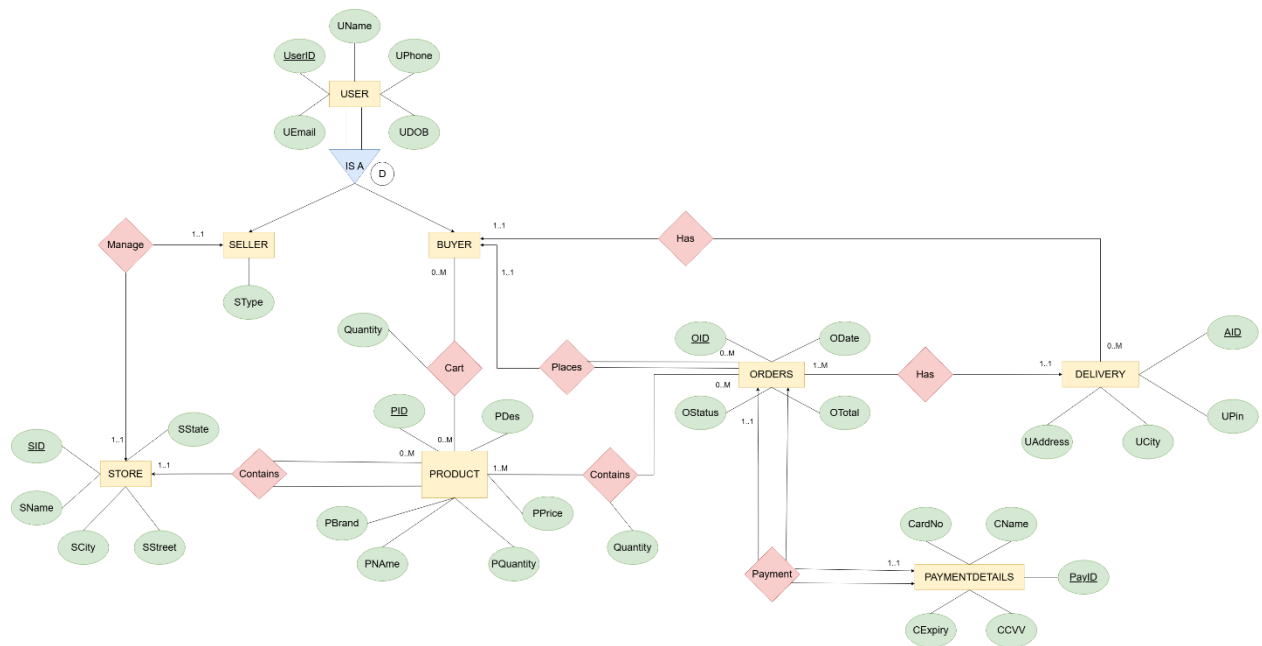 UName
UserID
UPhone
USER
UEmail
UDOB
IS A
D
Manage
1..1
SELLER
BUYER
1..1
Has
0..M
1..1
SType
Quantity
Cart
Places
OID
ODate
0..M
1..M
ORDERS
0..M
Has
1..1
0..M
DELIVERY
AID
OStatus
OTotal
1..1
UAddress
UCity
UPin
PID
PDes
0..M
0..M
1..M
PRODUCT
Contains
Quantity
SState
1..1
SID
STORE
1..1
Contains
SName
SCity
SStreet
PBrand
PNAme
PQuantity
PPrice
CardNo
CName
Payment
1..1
PAYMENTDETAILS
PayID
CExpiry
CCVV